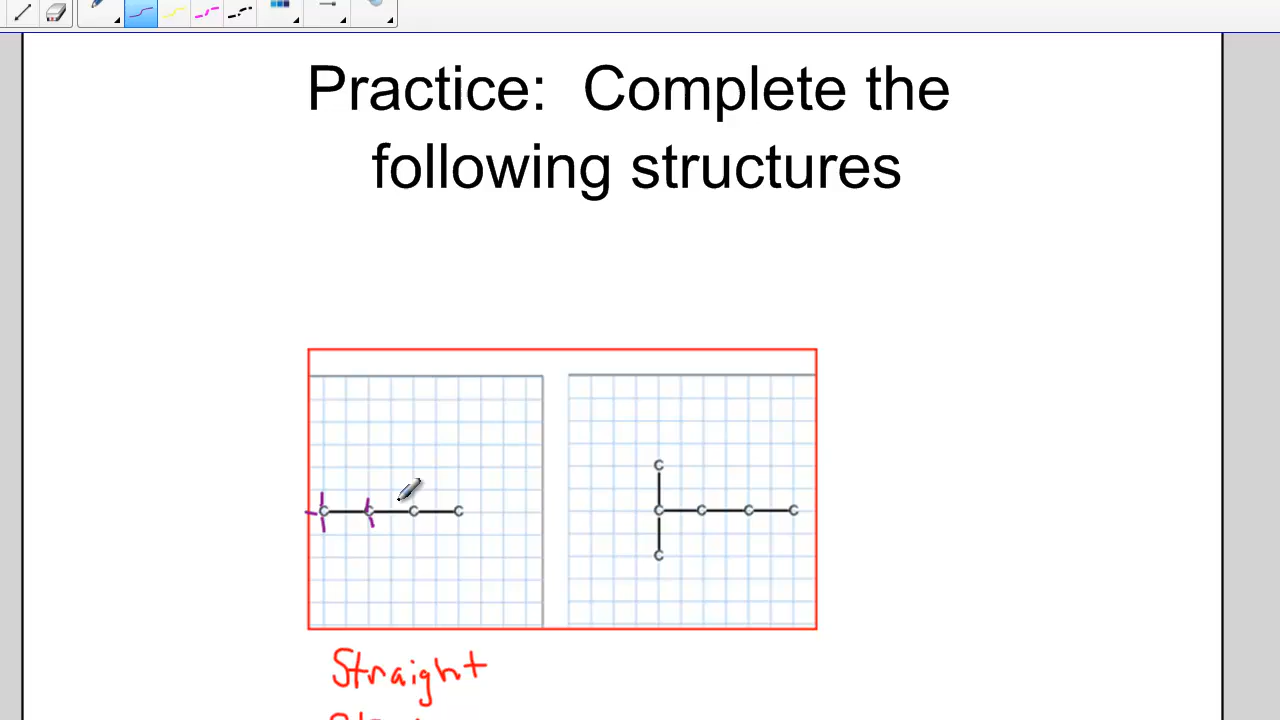 Practice:  Complete the
following structures
C
C C C C
C C C C
C
Straight